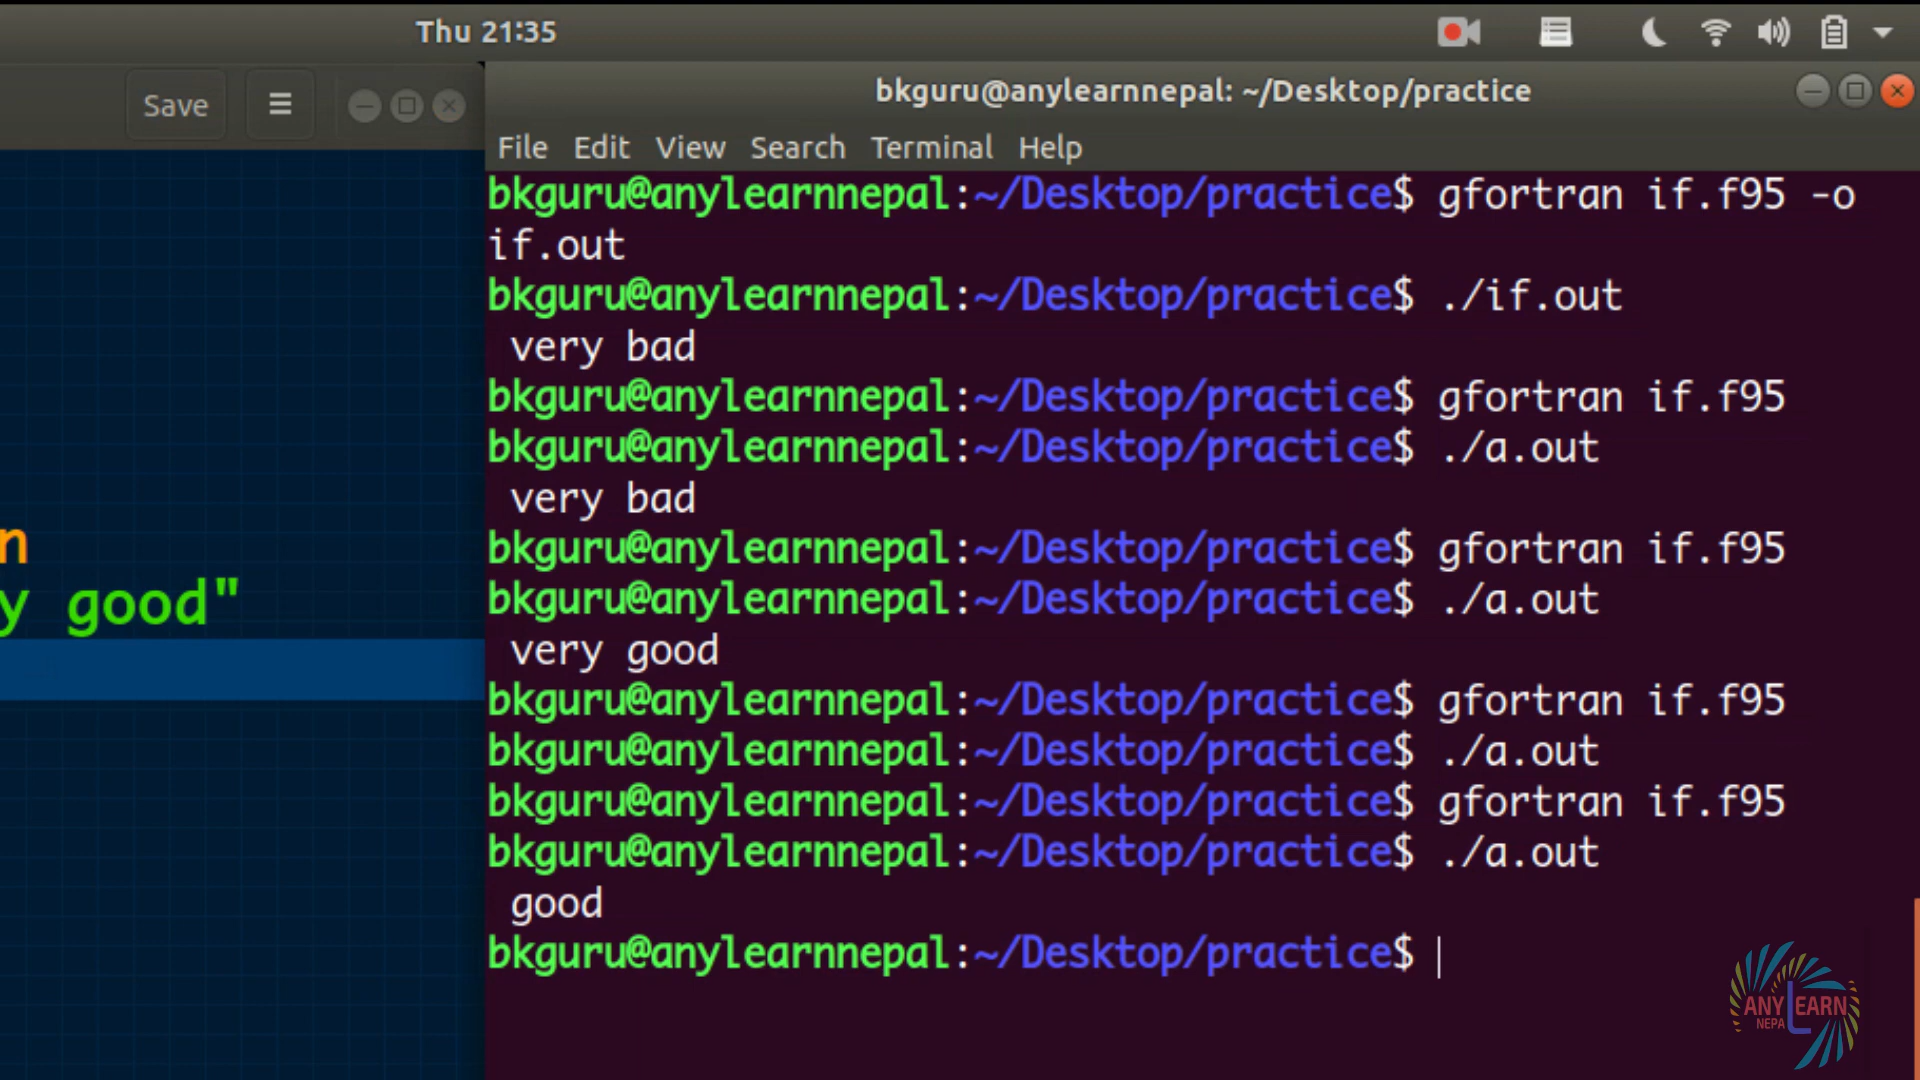 Thu 21:35
Save
bkguru@anylearnnepal: ~/Desktop/practice
File Edit View Search Terminal Help
bkguru@anylearnnepal:~/Desktop/practice$ gfortran if.f95 -o
if.out
bkguru@anylearnnepal:~/Desktop/practice$ ./if.out
very bad
bkguru@anylearnnepal:~/Desktop/practice$ gfortran if.f95
bkguru@anylearnnepal:~/Desktop/practice$ ./a.out
very bad
bkguru@anylearnnepal:~/Desktop/practice$ gfortran if.f95
bkguru@anylearnnepal:~/Desktop/practice$ ./a.out
very good
bkguru@anylearnnepal:~/Desktop/practice$ gfortran if.f95
bkguru@anylearnnepal:~/Desktop/practice$ ./a.out
bkguru@anylearnnepal:~/Desktop/practice$ gfortran if.f95
bkguru@anylearnnepal:~/Desktop/practice$ ./a.out
good
bkguru@anylearnnepal:~/Desktop/practice$
n
y good"
ANY LEARN
NEPAL